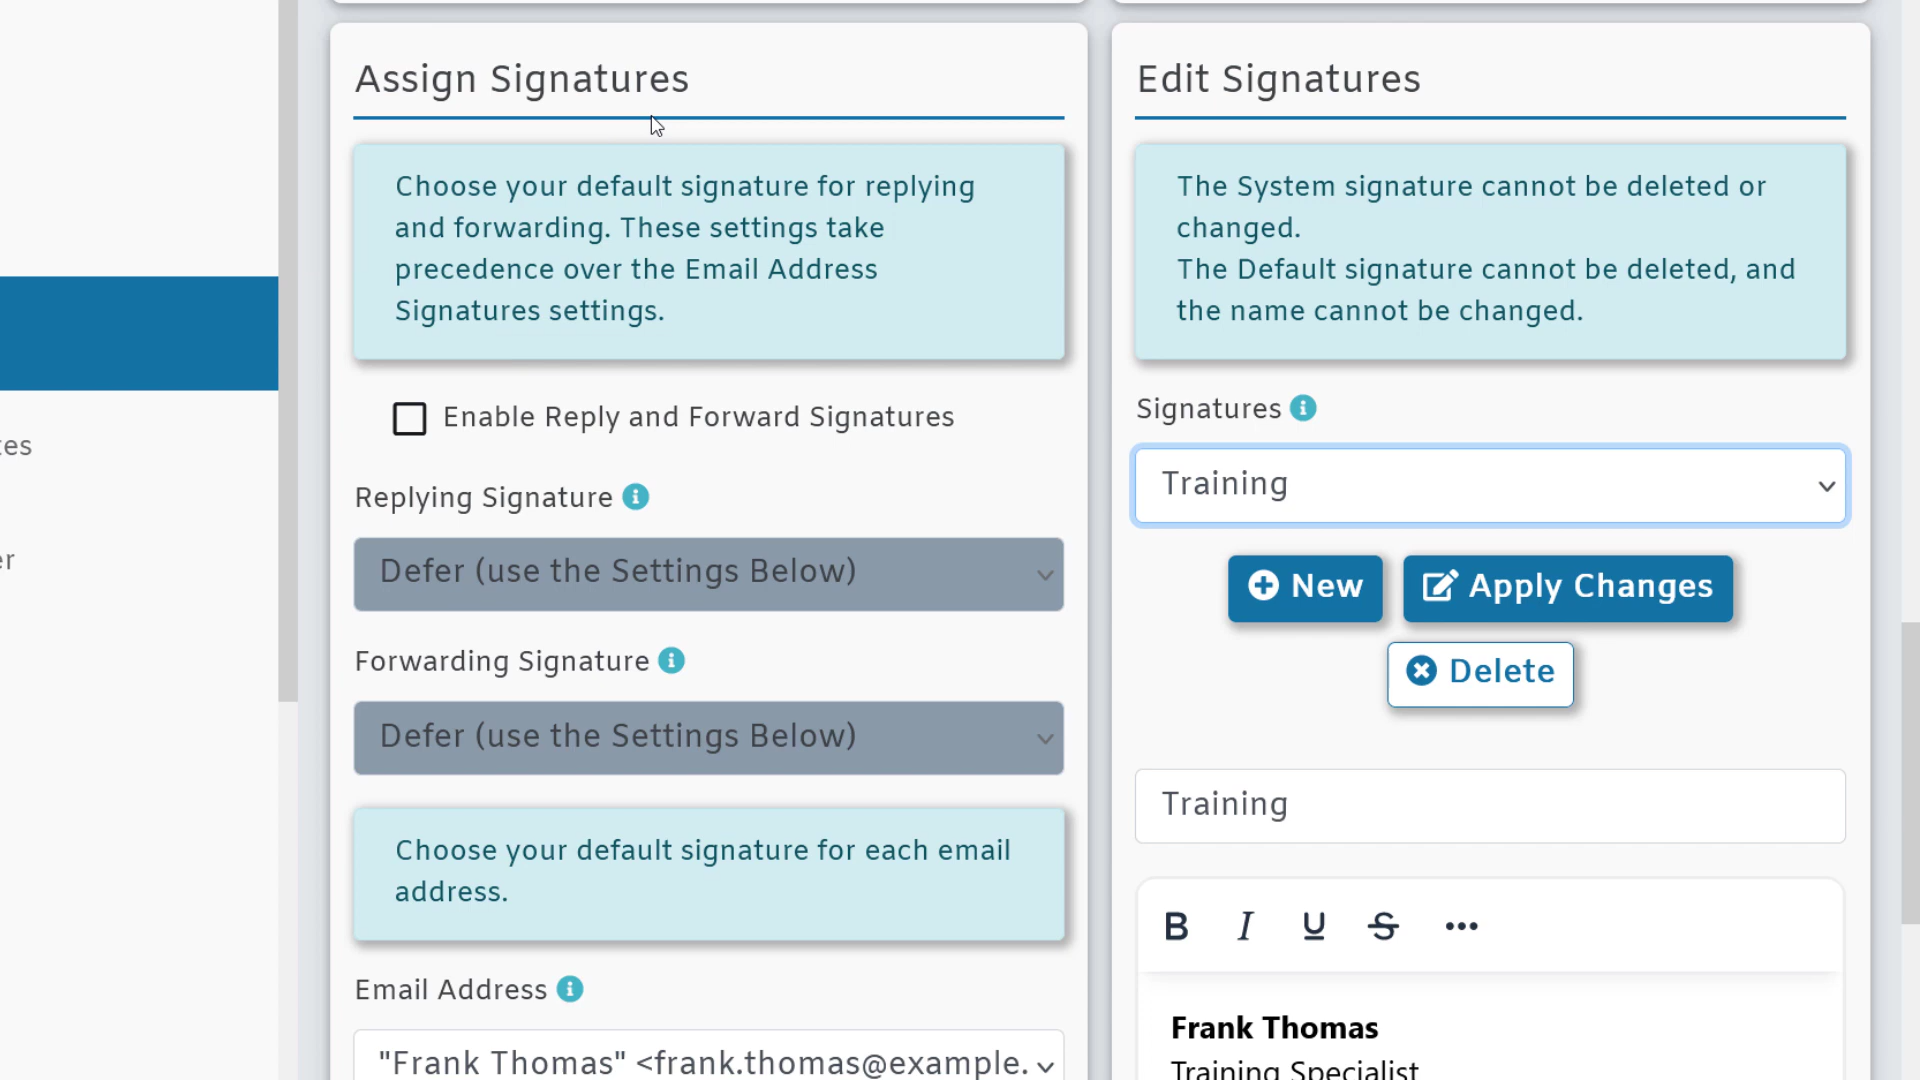 Assign Signatures
Choose your default signature for replying
and forwarding. These settings take
precedence over the Email Address
Signatures settings.
Enable Reply and Forward Signatures
Replying Signature
Defer (use the Settings Below)
Forwarding Signature
Defer (use the Settings Below)
Choose your default signature for each email
address.
Email Address
"Frank Thomas" <frank.thomas@example.
Edit Signatures
The System signature cannot be deleted or
changed.
The Default signature cannot be deleted, and
the name cannot be changed.
Signatures
Training
New
Apply Changes
Delete
Training
B I U S
Frank Thomas
Training Specialist